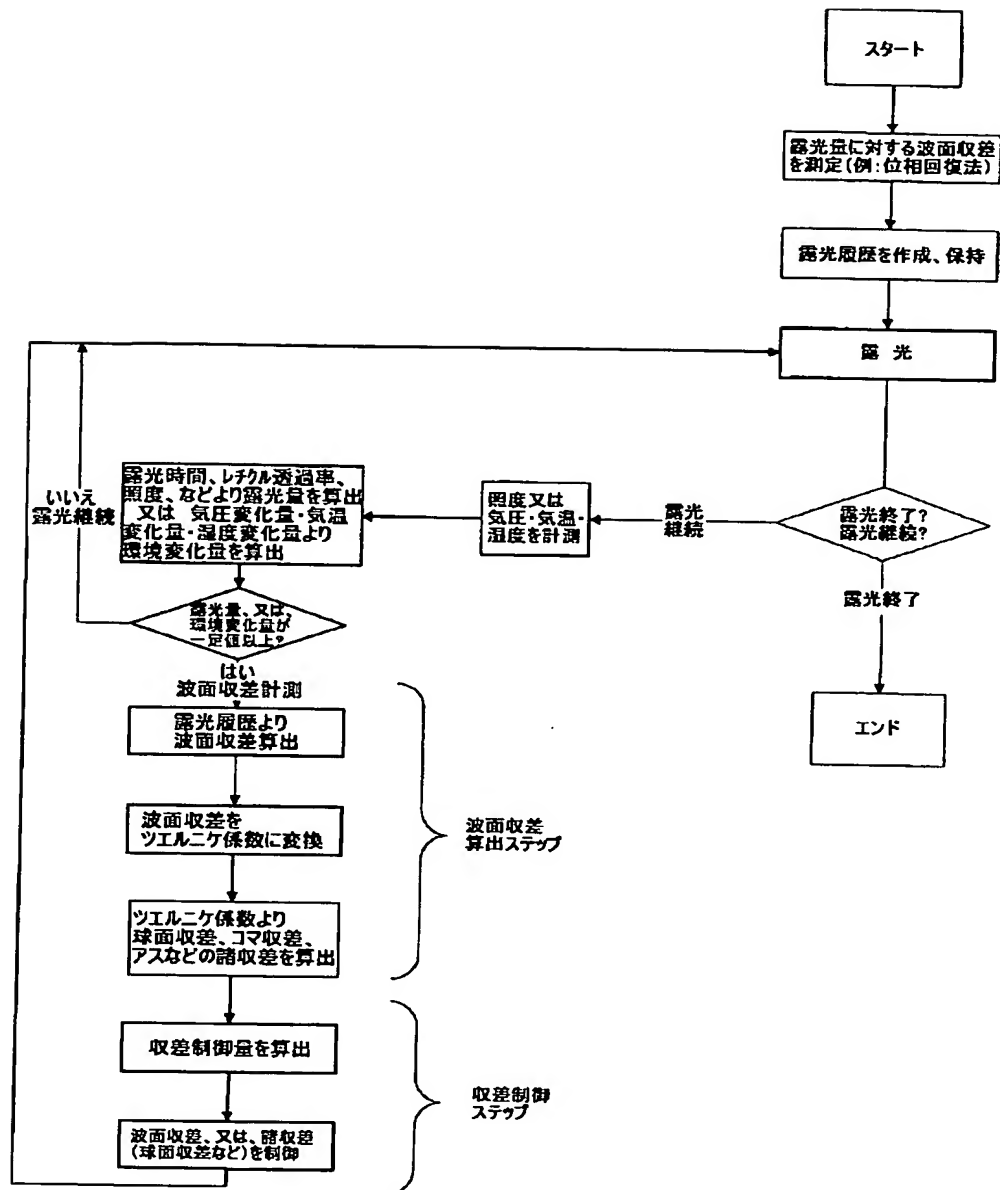 スタート
露光量に対する波面収差
を測定(例:位相回復法)
露光履歴を作成、保持
露 光
露光終了?
露光継続?
露光終了
エンド
露光
継続
照度又は
気圧・気温・
湿度を計測
露光時間、レチクル透過率、
照度、などより露光量を算出
又は 気圧変化量・気温
変化量・湿度変化量より
環境変化量を算出
いいえ
露光継続
露光量、又は、
環境変化量が
一定値以上?
はい
波面収差計測
露光履歴より
波面収差算出
波面収差を
ツエルニケ係数に変換
ツエルニケ係数より
球面収差、コマ収差、
アスなどの諸収差を算出
波面収差
算出ステップ
収差制御量を算出
波面収差、又は、諸収差
(球面収差など)を制御
収差制御
ステップ